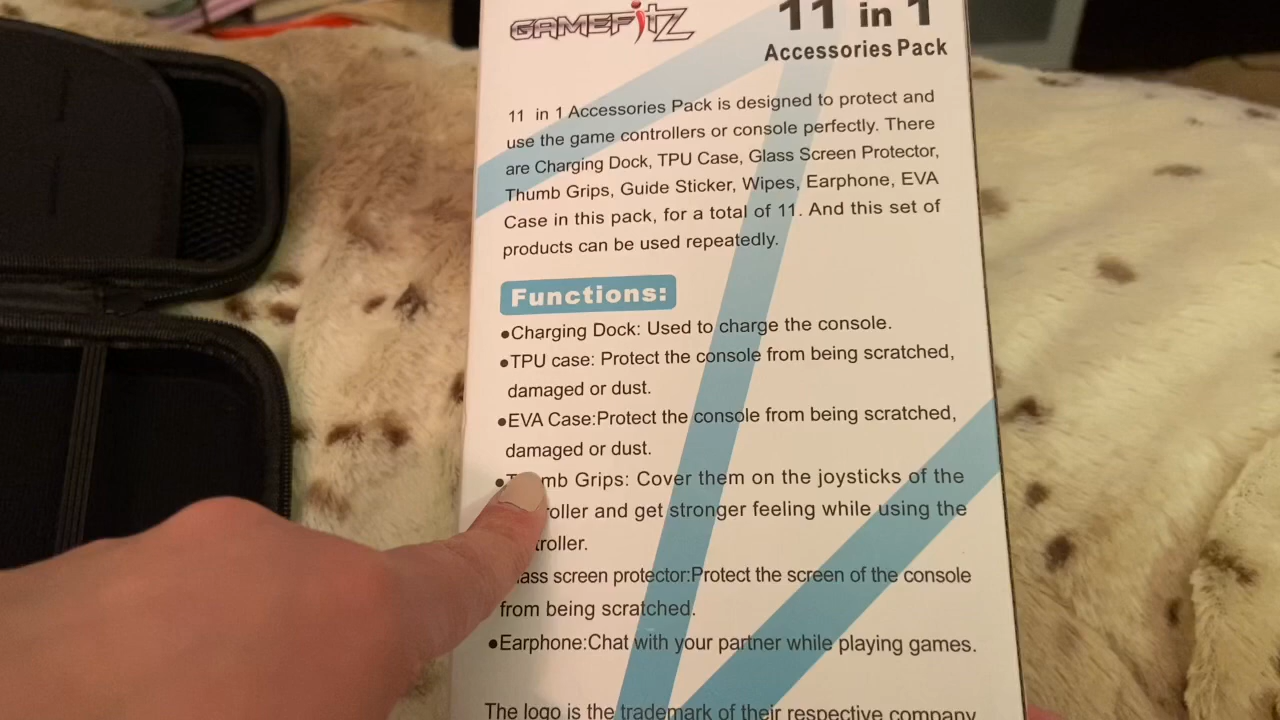 GAMEFitZ
11 in 1
Accessories Pack
11 in 1 Accessories Pack is designed to protect and
use the game controllers or console perfectly. There
are Charging Dock, TPU Case, Glass Screen Protector,
Thumb Grips, Guide Sticker, Wipes, Earphone, EVA
Case in this pack, for a total of 11. And this set of
products can be used repeatedly.
Functions:
●Charging Dock: Used to charge the console.
●TPU case: Protect the console from being scratched,
damaged or dust.
●EVA Case:Protect the console from being scratched,
damaged or dust.
● Grips: Cover them on the joysticks of the
and get stronger feeling while using the
screen protector:Protect the screen of the console
from being scratched.
●Earphone:Chat with your partner while playing games.
The logo is the trademark of their respective company